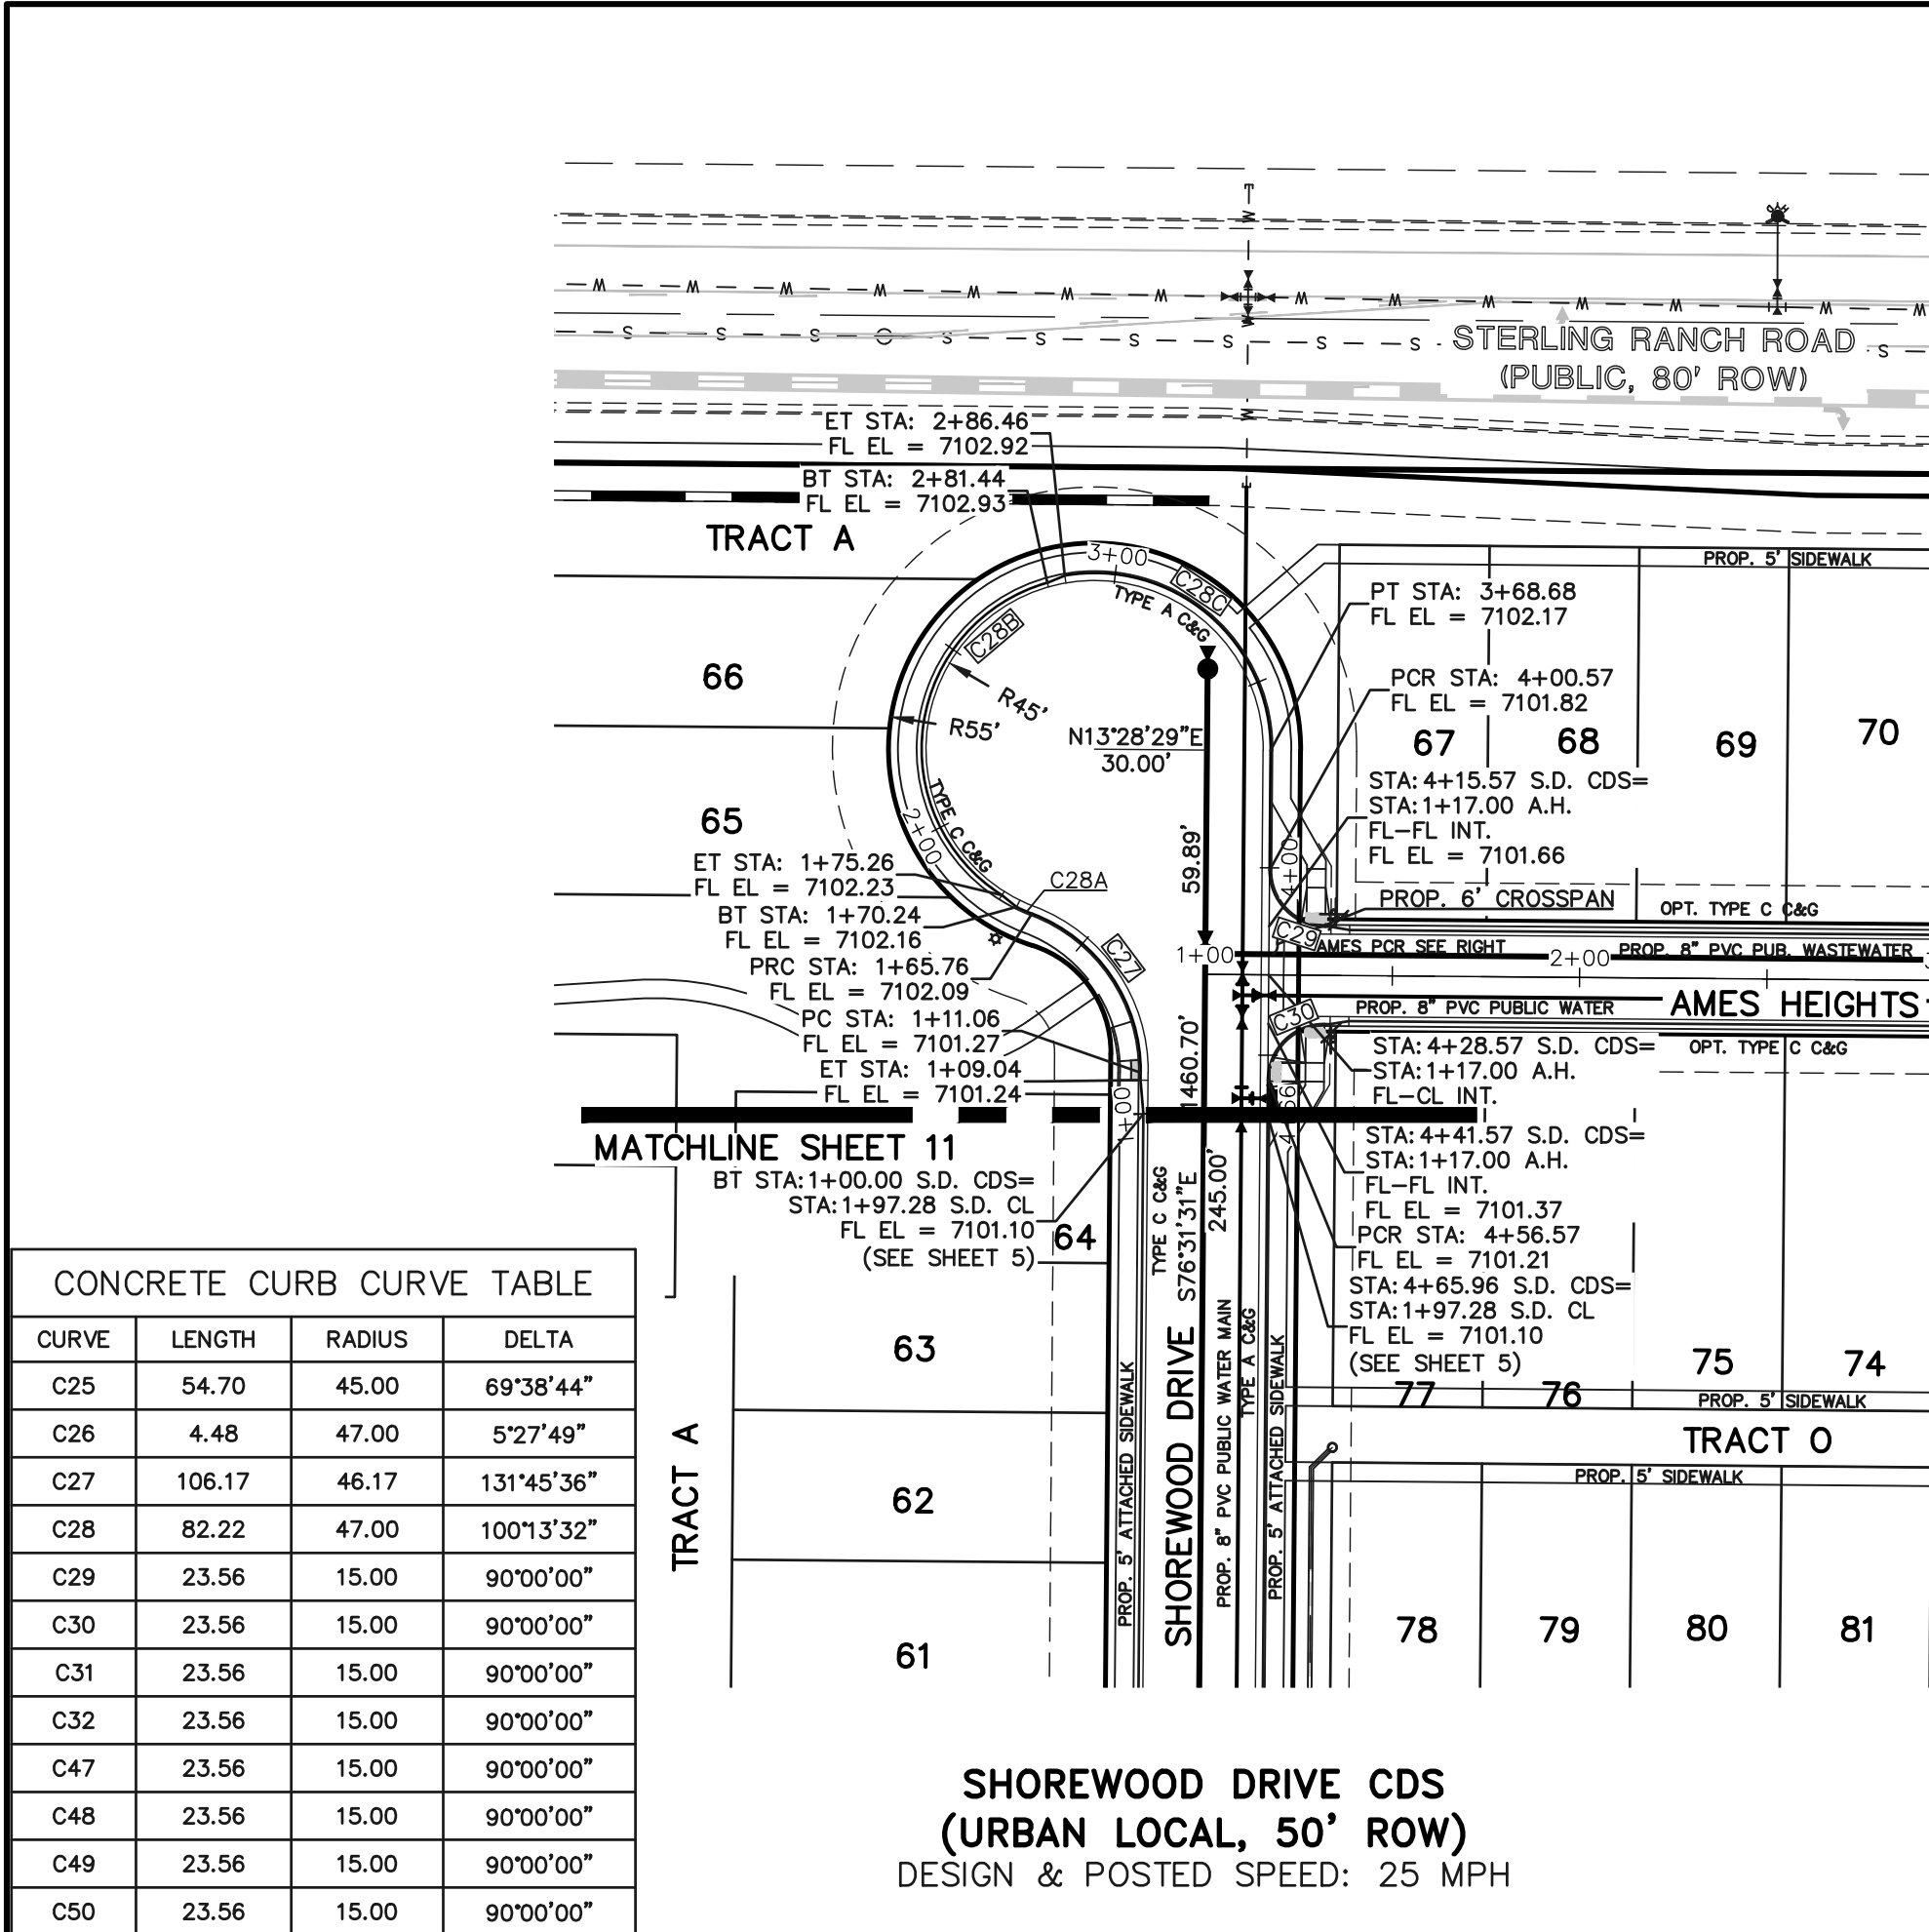 STERLING RANCH ROAD
(PUBLIC, 80' ROW)
ET STA: 2+86.46
FL EL = 7102.92
BT STA: 2+81.44
FL EL = 7102.93
TRACT A
3+00
C28C
TYPE A C&G
C28B
R45'
R55'
TYPE C C&G
2+00
66
65
N13°28'29"E
30.00'
59.89'
PROP. 5' SIDEWALK
PT STA: 3+68.68
FL EL = 7102.17
PCR STA: 4+00.57
FL EL = 7101.82
67
68
69
70
STA:4+15.57 S.D. CDS=
STA:1+17.00 A.H.
FL-FL INT.
FL EL = 7101.66
4+00
PROP. 6' CROSSPAN
OPT. TYPE C C&G
C29
AMES PCR SEE RIGHT
1+00
2+00
PROP. 8" PVC PUB. WASTEWATER
PROP. 8" PVC PUBLIC WATER
AMES HEIGHTS
C30
OPT. TYPE C C&G
ET STA: 1+75.26
FL EL = 7102.23
C28A
BT STA: 1+70.24
FL EL = 7102.16
C27
PRC STA: 1+65.76
FL EL = 7102.09
PC STA: 1+11.06
FL EL = 7101.27
ET STA: 1+09.04
FL EL = 7101.24
1+00
1460.70'
STA:4+28.57 S.D. CDS=
STA:1+17.00 A.H.
FL-CL INT.
STA:4+41.57 S.D. CDS=
STA:1+17.00 A.H.
FL-FL INT.
FL EL = 7101.37
PCR STA: 4+56.57
FL EL = 7101.21
STA:4+65.96 S.D. CDS=
STA:1+97.28 S.D. CL
FL EL = 7101.10
(SEE SHEET 5)
MATCHLINE SHEET 11
BT STA:1+00.00 S.D. CDS=
STA:1+97.28 S.D. CL
FL EL = 7101.10
(SEE SHEET 5)
64
63
62
61
TRACT A
TYPE C C&G
S76°31'31"E
245.00'
PROP. 5' ATTACHED SIDEWALK
SHOREWOOD DRIVE
PROP. 8" PVC PUBLIC WATER MAIN
TYPE A C&G
PROP. 5' ATTACHED SIDEWALK
77
76
75
74
PROP. 5' SIDEWALK
TRACT O
PROP. 5' SIDEWALK
78
79
80
81
CONCRETE CURB CURVE TABLE
CURVE LENGTH RADIUS DELTA
C25 54.70 45.00 69°38'44"
C26 4.48 47.00 5°27'49"
C27 106.17 46.17 131°45'36"
C28 82.22 47.00 100°13'32"
C29 23.56 15.00 90°00'00"
C30 23.56 15.00 90°00'00"
C31 23.56 15.00 90°00'00"
C32 23.56 15.00 90°00'00"
C47 23.56 15.00 90°00'00"
C48 23.56 15.00 90°00'00"
C49 23.56 15.00 90°00'00"
C50 23.56 15.00 90°00'00"
SHOREWOOD DRIVE CDS
(URBAN LOCAL, 50' ROW)
DESIGN & POSTED SPEED: 25 MPH